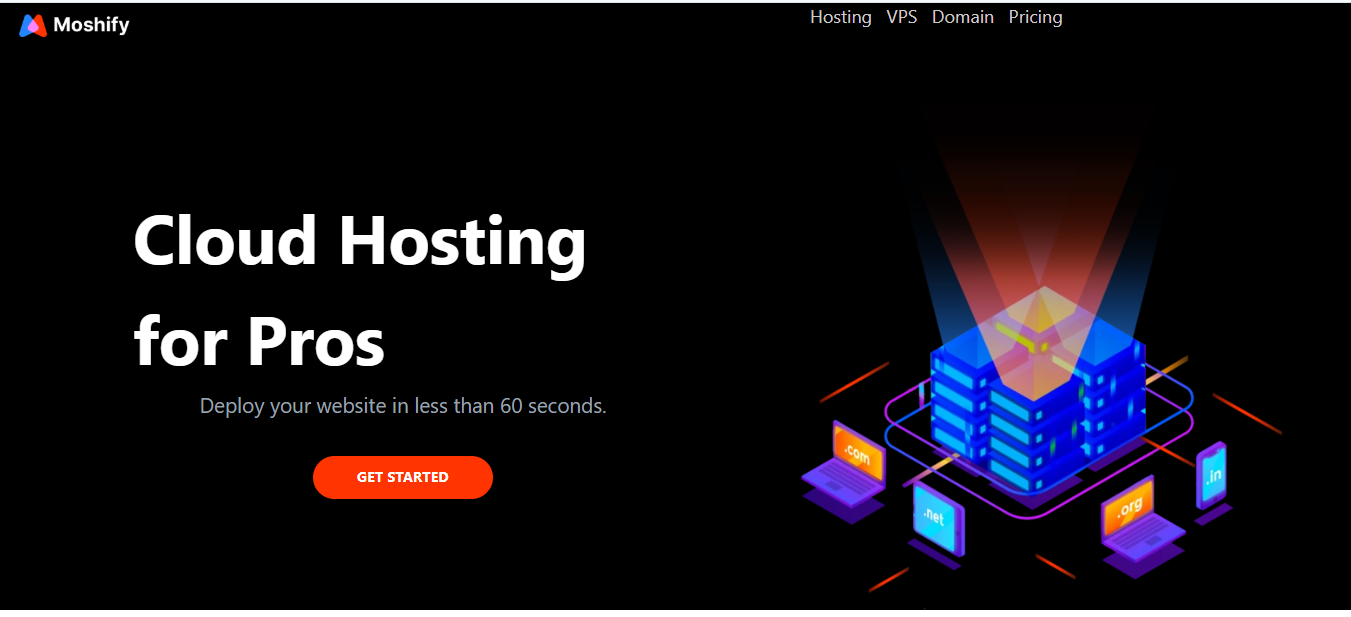 Moshify
Hosting VPS Domain Pricing
Cloud Hosting
for Pros
Deploy your website in less than 60 seconds.
GET STARTED
.com
.net
.org
.in